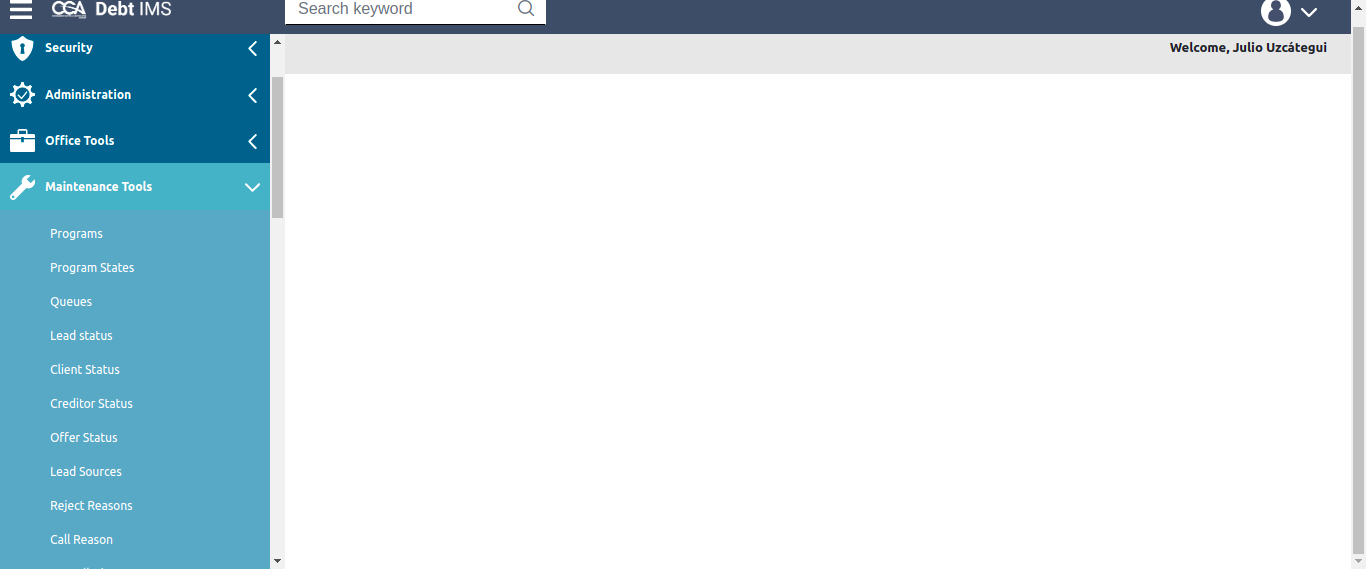 CGA Debt IMS
Search keyword
Welcome, Julio Uzcátegui
Security
Administration
Office Tools
Maintenance Tools
Programs
Program States
Queues
Lead status
Client Status
Creditor Status
Offer Status
Lead Sources
Reject Reasons
Call Reason